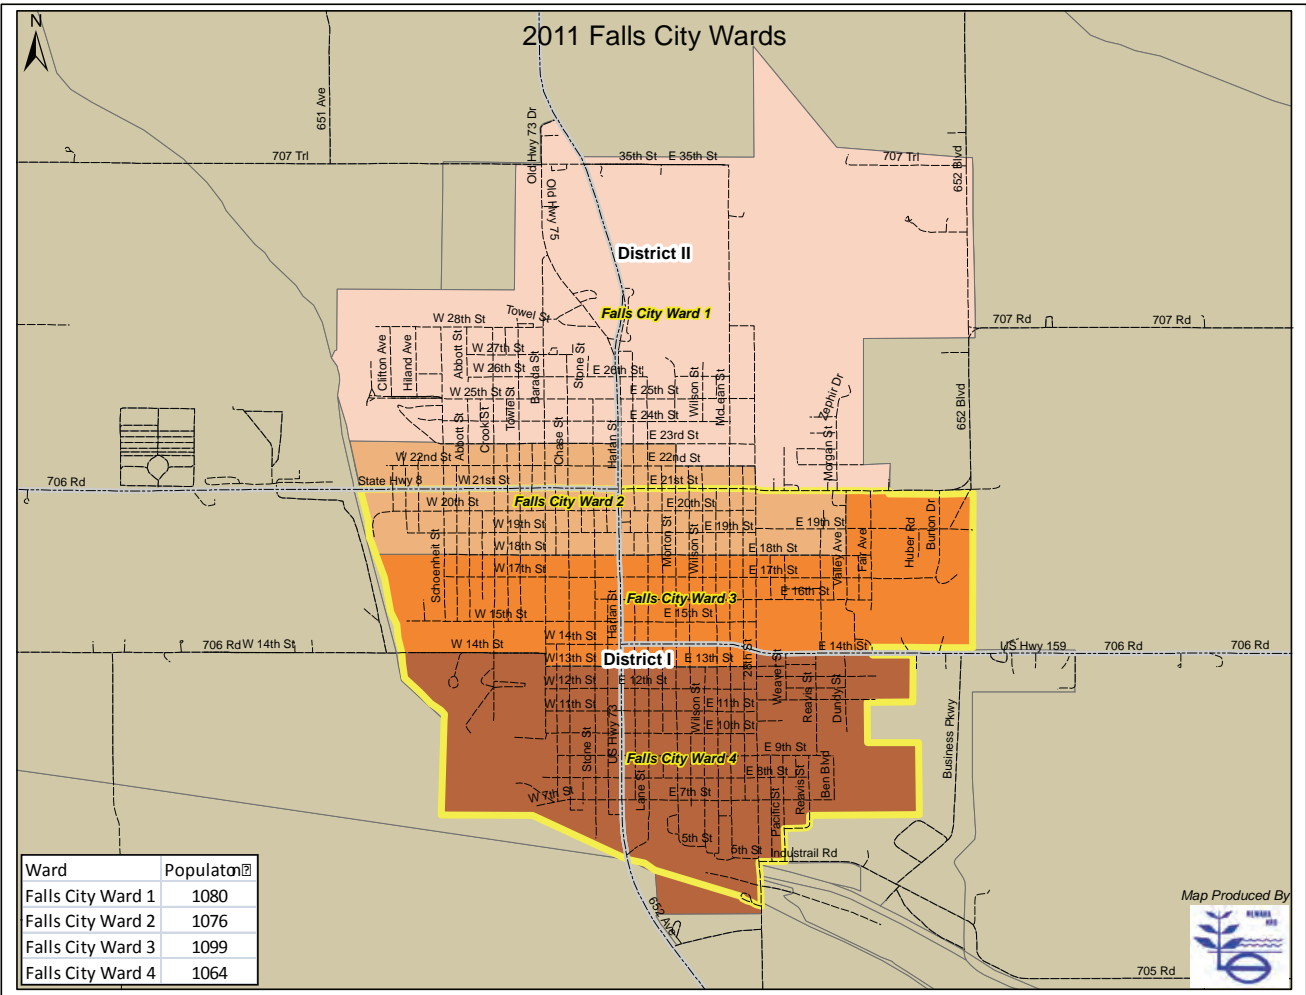 2011 Falls City Wards
N
651 Ave
Old Hwy 73 Dr
707 Trl
35th St
E 35th St
707 Trl
652 Blvd
Old Hwy 75
District II
Falls City Ward 1
707 Rd
707 Rd
W 28th St
Towel St
Clifton Ave
Hiland Ave
Abbott St
W 27th St
W 26th St
Barada St
Stone St
E 26th St
W 25th St
Towle St
E 25th St
Wilson St
McLean St
Zephir Dr
652 Blvd
E 24th St
Abbott St
Crook St
Chase St
Harlan St
E 23rd St
Morgan St
W 22nd St
E 22nd St
706 Rd
State Hwy 8
W 21st St
E 21st St
W 20th St
Falls City Ward 2
E 20th St
W 19th St
E 19th St
E 19th St
Schoenheit St
Morton St
Wilson St
Valley Ave
Fair Ave
Huber Rd
Burton Dr
W 18th St
E 18th St
W 17th St
E 17th St
E 16th St
Falls City Ward 3
Harlan St
W 15th St
E 15th St
706 Rd
W 14th St
W 14th St
W 14th St
E 14th St
US Hwy 159
706 Rd
706 Rd
W 13th St
District I
E 13th St
28th St
Weaver St
W 12th St
E 12th St
Reavis St
Dundy St
W 11th St
Wilson St
E 11th St
E 10th St
Stone St
US Hwy 73
Business Pkwy
E 9th St
Falls City Ward 4
E 8th St
Reavis St
Ben Blvd
Lane St
W 7th St
E 7th St
Pacific St
5th St
5th St
Industrail Rd
652 Ave
Ward Populaton
Falls City Ward 1 1080
Falls City Ward 2 1076
Falls City Ward 3 1099
Falls City Ward 4 1064
Map Produced By
NEMAHA
NRD
705 Rd